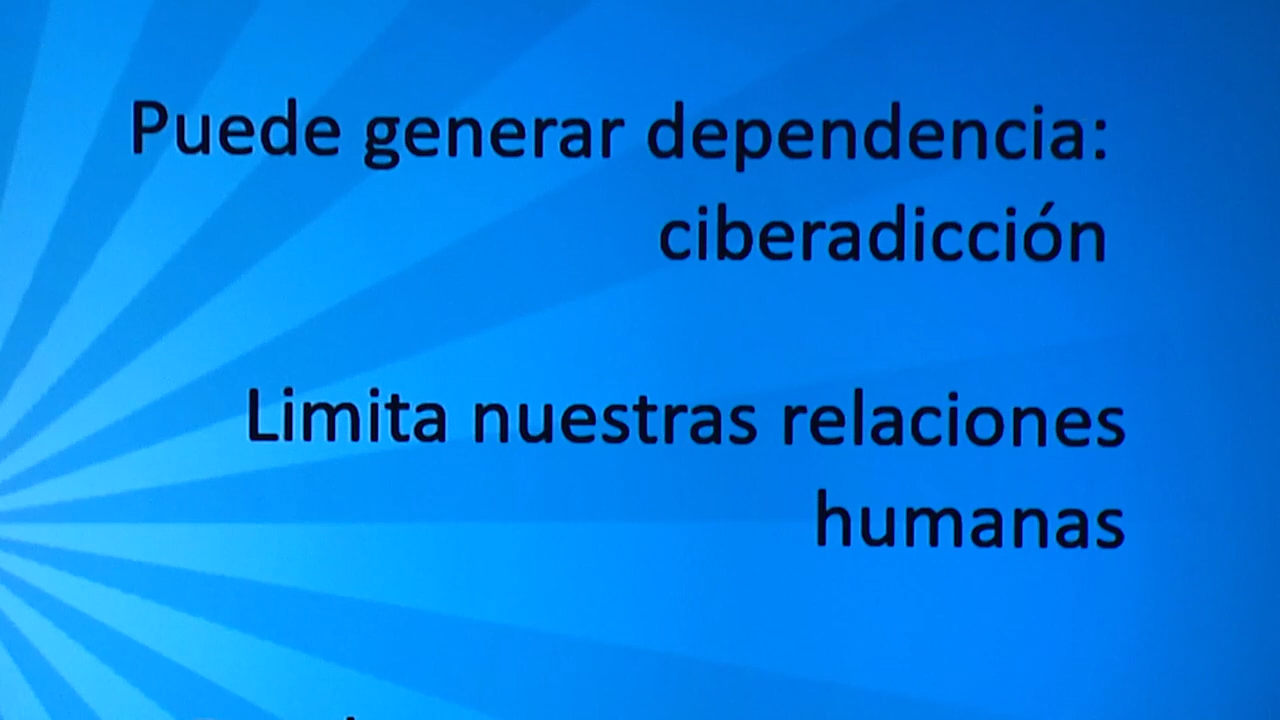 Puede generar dependencia:
ciberadicción
Limita nuestras relaciones
humanas